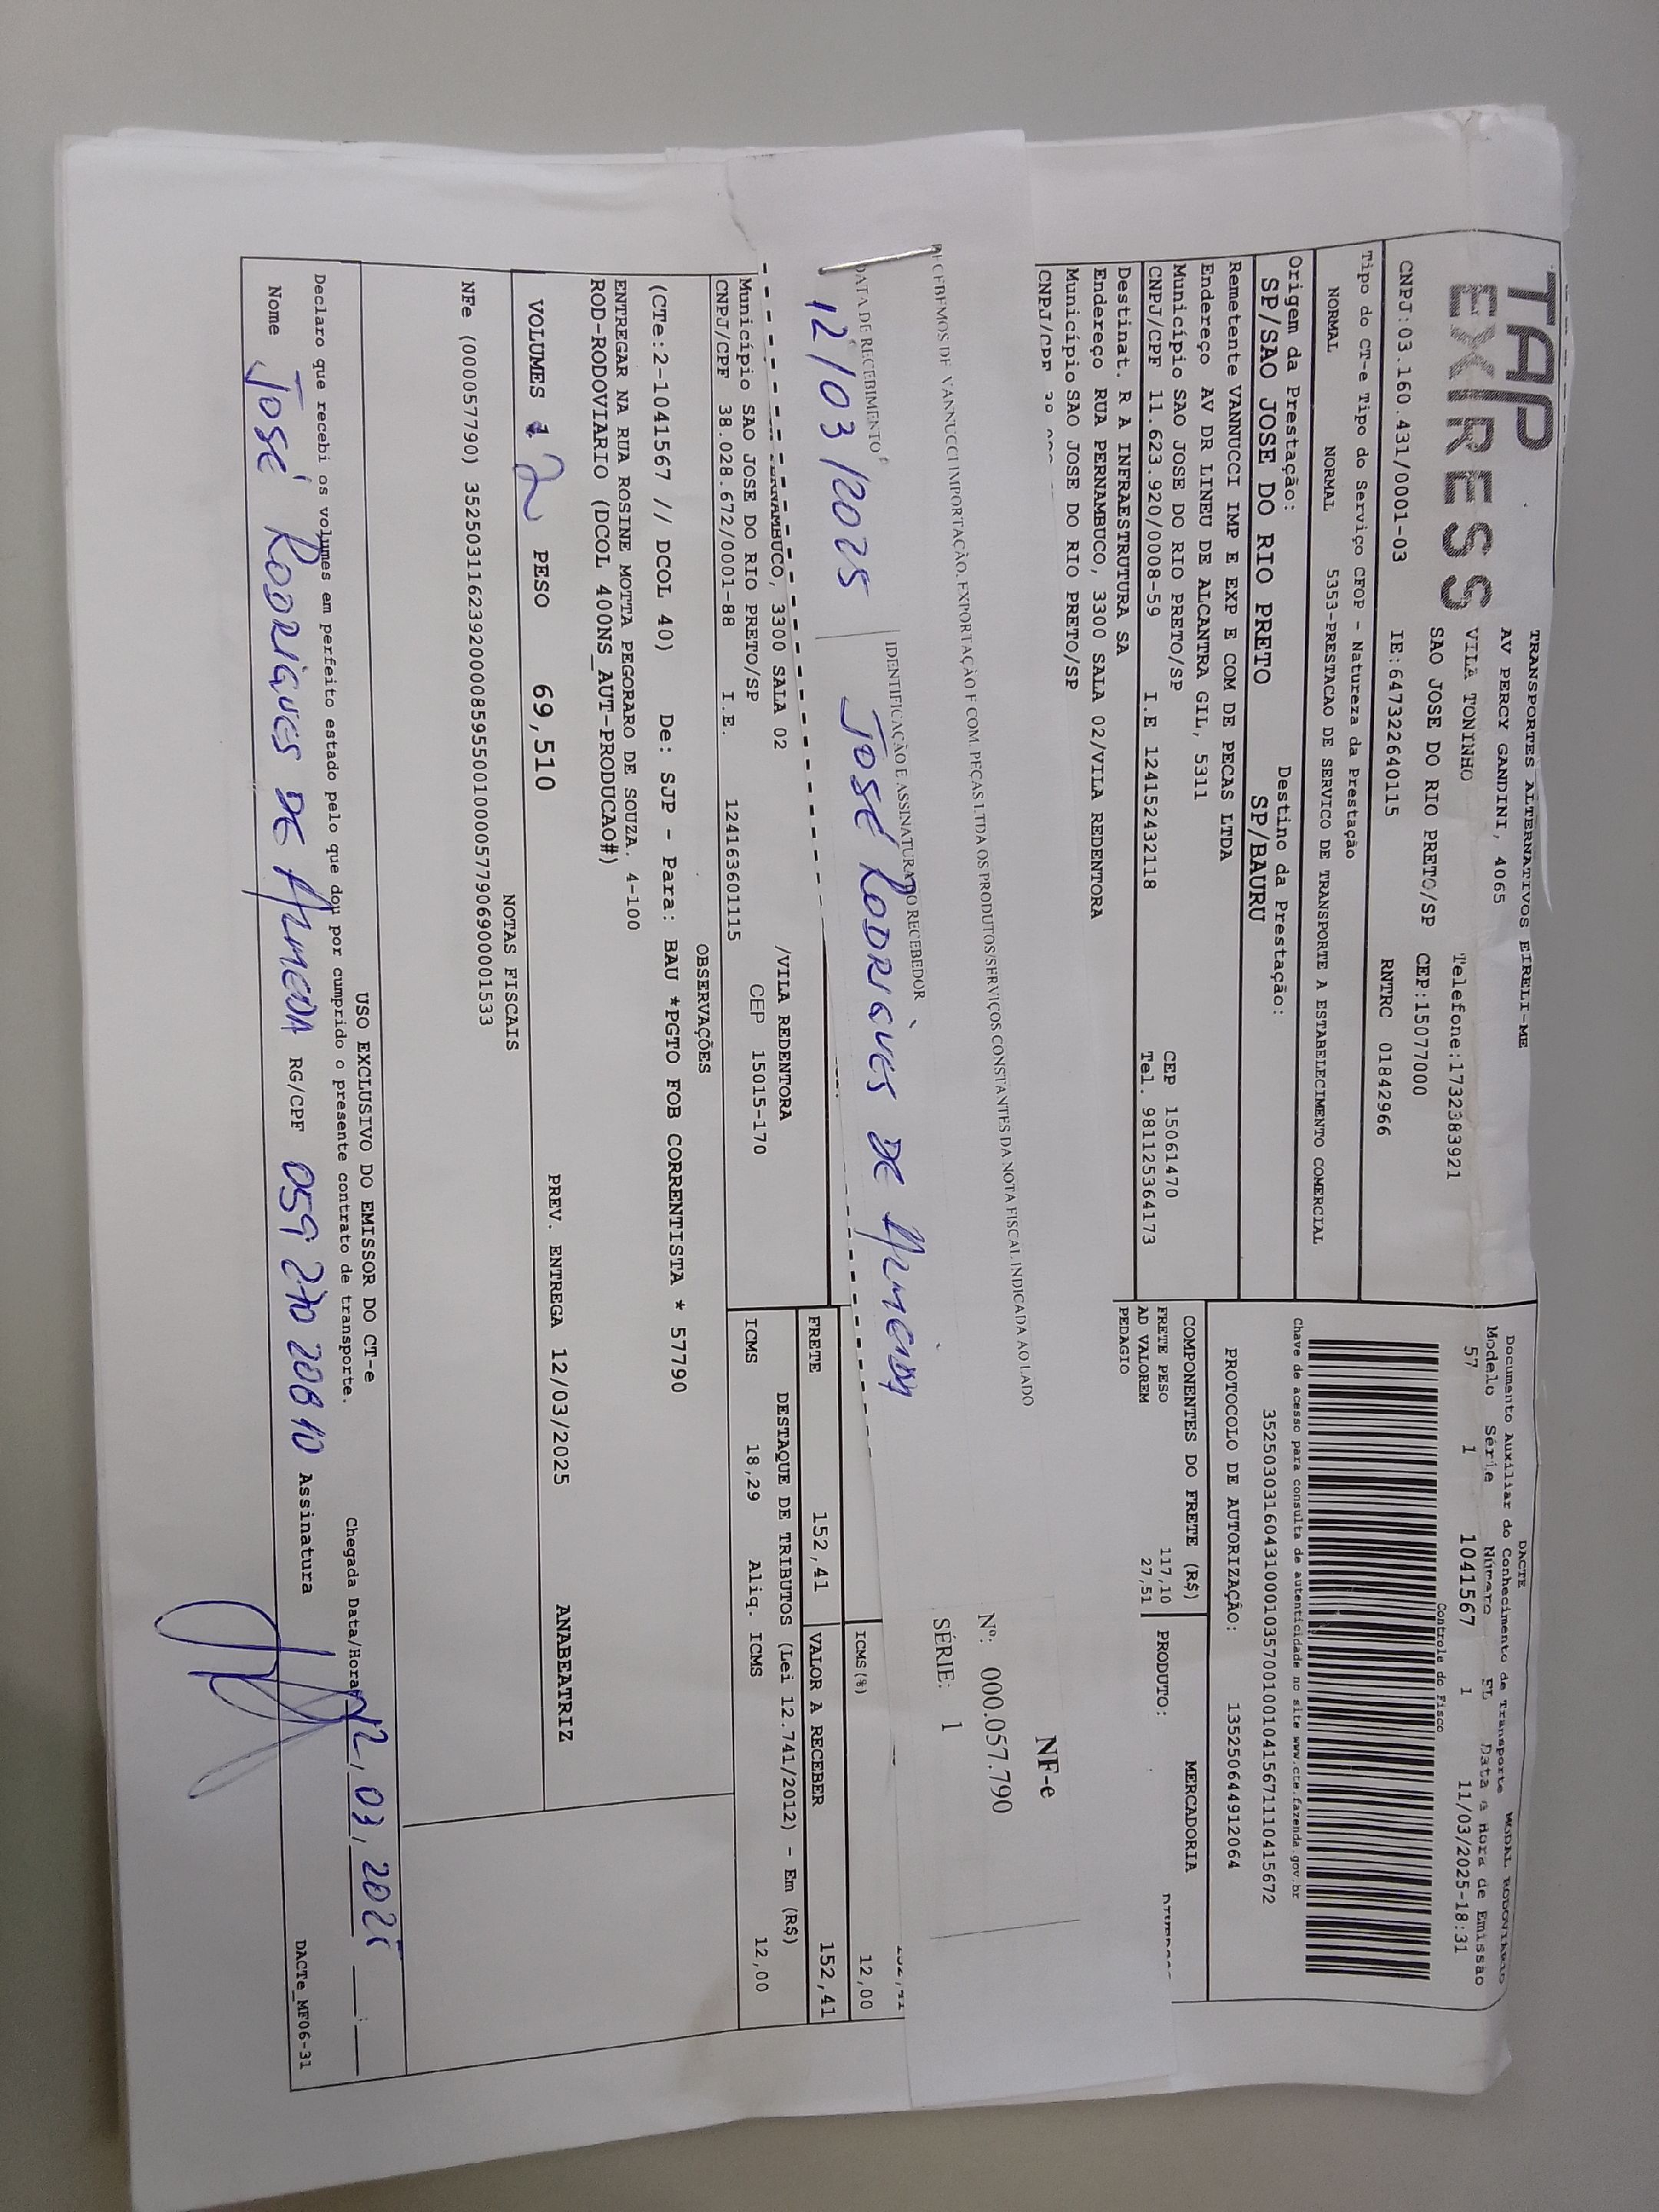 TAP
EXPRESS
TRANSPORTES ALTERNATIVOS EIRELI-ME
AV PERCY GANDINI, 4065
VILA TONINHO
Telefone:1732383921
SAO JOSE DO RIO PRETO/SP
CEP:15077000
CNPJ:03.160.431/0001-03
IE:647322640115
RNTRC 01842966
DACTE
Documento Auxiliar do Conhecimento de Transporte
MODAL RODOVIARIO
Modelo Série Número FL Data e Hora de Emissão
57 1 1041567 1 11/03/2025-18:31
Controle do Fisco
Tipo do CT-e Tipo do Serviço CFOP - Natureza da Prestação
NORMAL NORMAL 5353-PRESTACAO DE SERVICO DE TRANSPORTE A ESTABELECIMENTO COMERCIAL
Chave de acesso para consulta de autenticidade no site www.cte.fazenda.gov.br
35250303160431000103570010010415671110415672
Origem da Prestação:
SP/SAO JOSE DO RIO PRETO
Destino da Prestação:
SP/BAURU
PROTOCOLO DE AUTORIZAÇÃO: 135250644912064
Remetente VANNUCCI IMP E EXP E COM DE PECAS LTDA
Endereço AV DR LINEU DE ALCANTRA GIL, 5311
Município SAO JOSE DO RIO PRETO/SP
CEP 15061470
CNPJ/CPF 11.623.920/0008-59
I.E 124152432118
Tel. 981125364173
COMPONENTES DO FRETE (R$)
FRETE PESO 117,10
AD VALOREM 27,51
PEDAGIO
MERCADORIA
PRODUTO:
Destinat. R A INFRAESTRUTURA SA
Endereço RUA PERNAMBUCO, 3300 SALA 02/VILA REDENTORA
Município SAO JOSE DO RIO PRETO/SP
CNPJ/CPF
RECEBEMOS DE VANNUCCI IMPORTAÇÃO, EXPORTAÇÃO E COM. PEÇAS LTDA OS PRODUTOS/SERVIÇOS CONSTANTES DA NOTA FISCAL INDICADA AO LADO
NF-e
Nº: 000.057.790
SÉRIE: 1
DATA DE RECEBIMENTO
IDENTIFICAÇÃO E ASSINATURA DO RECEBEDOR
12/03/2025
JOSÉ RODRIGUES DE ALMEIDA
ICMS(%)
12,00
PERNAMBUCO, 3300 SALA 02 /VILA REDENTORA
FRETE 152,41
VALOR A RECEBER 152,41
Município SAO JOSE DO RIO PRETO/SP
CEP 15015-170
CNPJ/CPF 38.028.672/0001-88 I.E. 124163601115
DESTAQUE DE TRIBUTOS (Lei 12.741/2012) - Em (R$)
ICMS 18,29 Aliq. ICMS 12,00
OBSERVAÇÕES
(CTe:2-1041567 // DCOL 40) De: SJP - Para: BAU *PGTO FOB CORRENTISTA * 57790
ENTREGAR NA RUA ROSINE MOTTA PEGORARO DE SOUZA, 4-100
ROD-RODOVIARIO (DCOL 400NS_AUT-PRODUCAO#)
VOLUMES 1 2 PESO 69,510 PREV. ENTREGA 12/03/2025 ANABEATRIZ
NOTAS FISCAIS
NFe (000057790) 35250311623920000859550010000577906900001533
USO EXCLUSIVO DO EMISSOR DO CT-e
Declaro que recebi os volumes em perfeito estado pelo que dou por cumprido o presente contrato de transporte.
Chegada Data/Hora 12, 03, 2025 :
Nome JOSÉ RODRIGUES DE ALMEIDA RG/CPF 059 270 208 10 Assinatura
DACTe_MF06-31